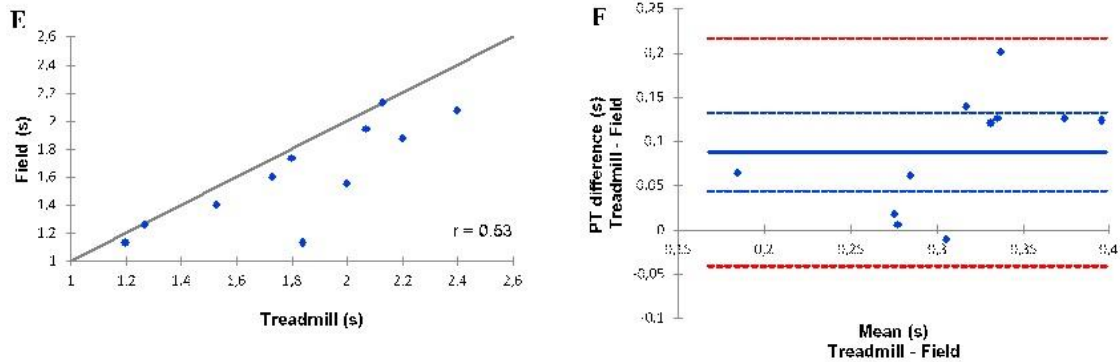 E
2,6
2,4
2,2
2
1,8
1,6
1,4
1,2
1
Field (s)
r = 0.53
1 1.2 1,4 1,6 1,8 2 2.2 2.4 2,6
Treadmill (s)
F
0,25
0,2
0,15
0,1
0,05
0
-0,05
-0,1
PT difference (s)
Treadmill - Field
0,15 0,2 0,25 0,3 0,35 0,4
Mean (s)
Treadmill - Field